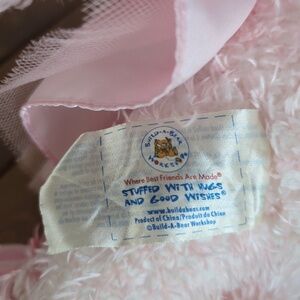 BUILD-A-BEAR
WORKSHOP
Where Best Friends Are Made®
STUFFED WITH HUGS
AND GOOD WISHES®
www.buildabear.com
Product of China/Produit de Chine
©Build-A-Bear Workshop